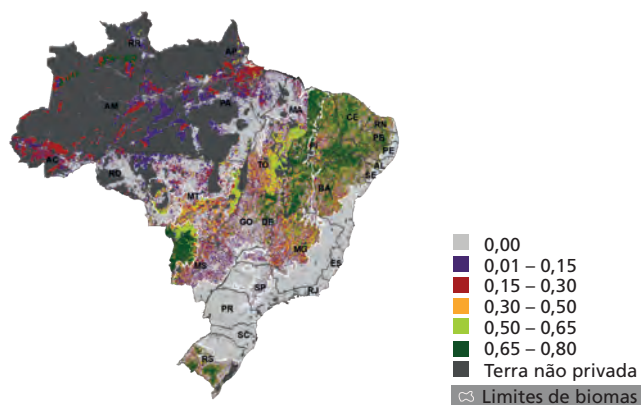 RR
AP
AM
PA
MA
CE
RN
PB
PE
AL
SE
PI
AC
RO
TO
BA
MT
GO
DF
MG
MS
ES
SP
RJ
PR
SC
RS
0,00
0,01 – 0,15
0,15 – 0,30
0,30 – 0,50
0,50 – 0,65
0,65 – 0,80
Terra não privada
Limites de biomas